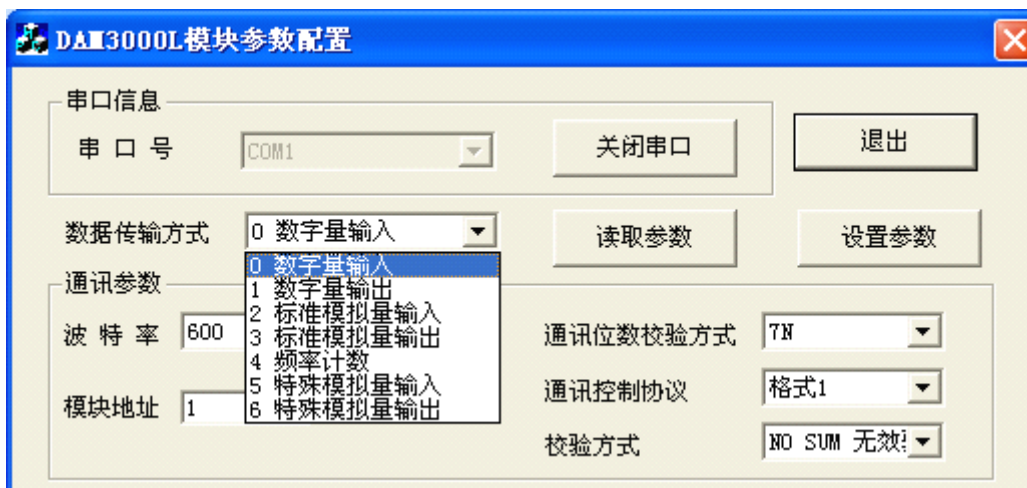 DAM3000L模块参数配置
串口信息
串 口 号 COM1 关闭串口 退出
数据传输方式 0 数字量输入 读取参数 设置参数
0 数字量输入
1 数字量输出
2 标准模拟量输入
3 标准模拟量输出
4 频率计数
5 特殊模拟量输入
6 特殊模拟量输出
通讯参数
波 特 率 600 通讯位数校验方式 7N
模块地址 1 通讯控制协议 格式1
校验方式 NO SUM 无效